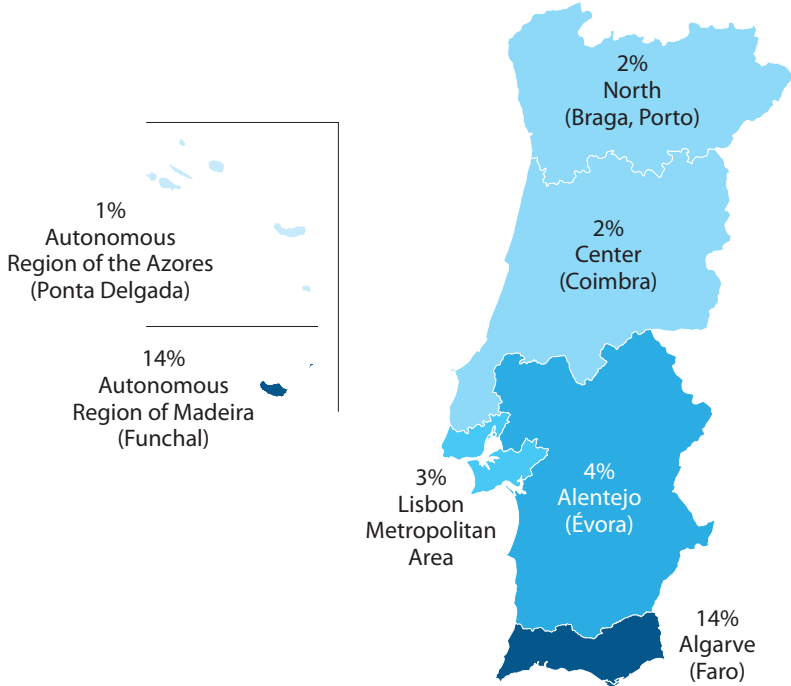 2%
North
(Braga, Porto)
1%
Autonomous
Region of the Azores
(Ponta Delgada)
2%
Center
(Coimbra)
14%
Autonomous
Region of Madeira
(Funchal)
3%
Lisbon
Metropolitan
Area
4%
Alentejo
(Évora)
14%
Algarve
(Faro)